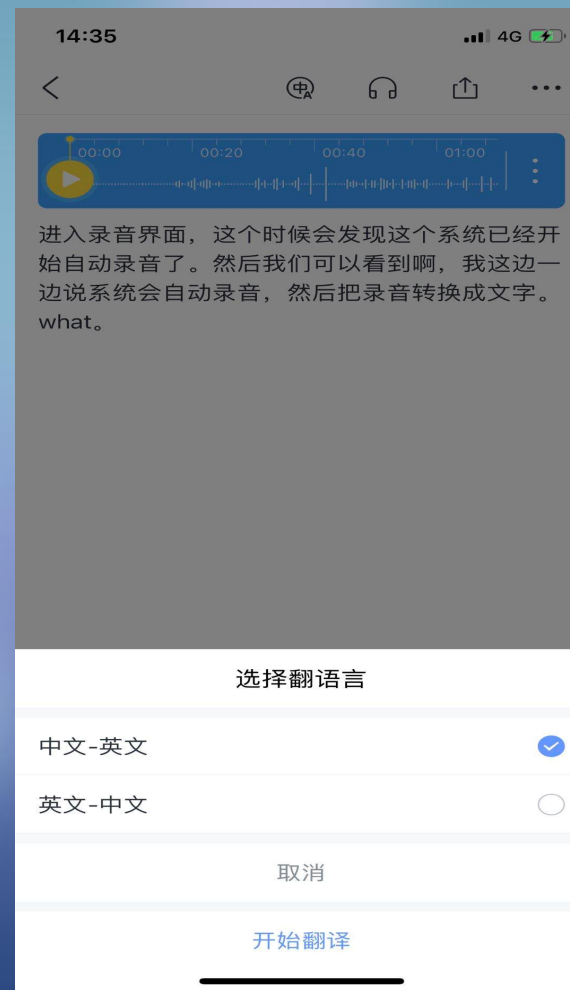 14:35
4G
中A
00:00 00:20 00:40 01:00
进入录音界面，这个时候会发现这个系统已经开
始自动录音了。然后我们可以看到啊，我这边一
边说系统会自动录音，然后把录音转换成文字。
what。
选择翻语言
中文-英文
英文-中文
取消
开始翻译